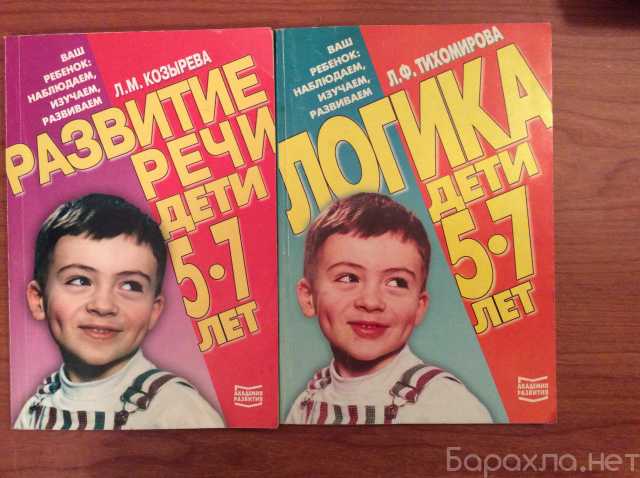 ВАШ
РЕБЕНОК:
НАБЛЮДАЕМ,
ИЗУЧАЕМ,
РАЗВИВАЕМ
Л.М. КОЗЫРЕВА
РАЗВИТИЕ
РЕЧИ
ДЕТИ
5•7
ЛЕТ
АКАДЕМИЯ
РАЗВИТИЯ
ВАШ
РЕБЕНОК:
НАБЛЮДАЕМ,
ИЗУЧАЕМ,
РАЗВИВАЕМ
Л.Ф. ТИХОМИРОВА
ЛОГИКА
ДЕТИ
5•7
ЛЕТ
АКАДЕМИЯ
РАЗВИТИЯ
Барахла.нет